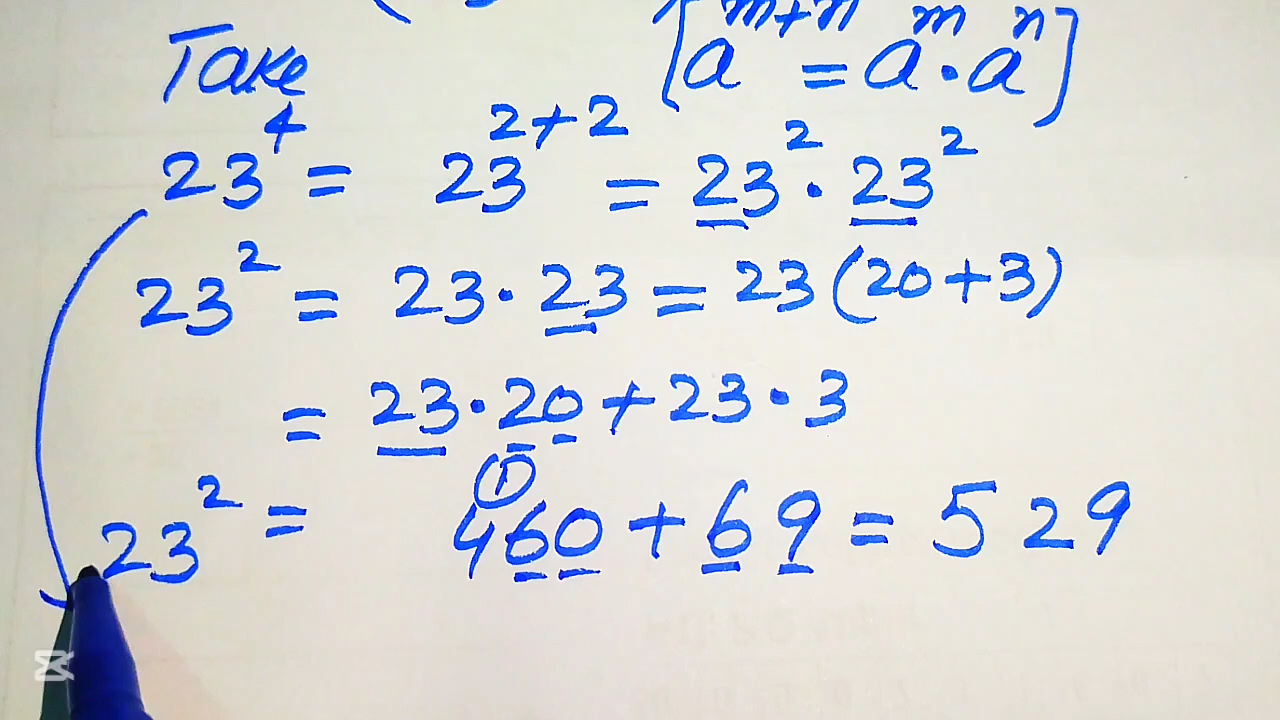 Take [a^m+n = a^m · a^n]
23^4 = 23^2+2 = 23^2 · 23^2
23^2 = 23 · 23 = 23(20+3)
= 23 · 20 + 23 · 3
①
23^2 = 460 + 69 = 529